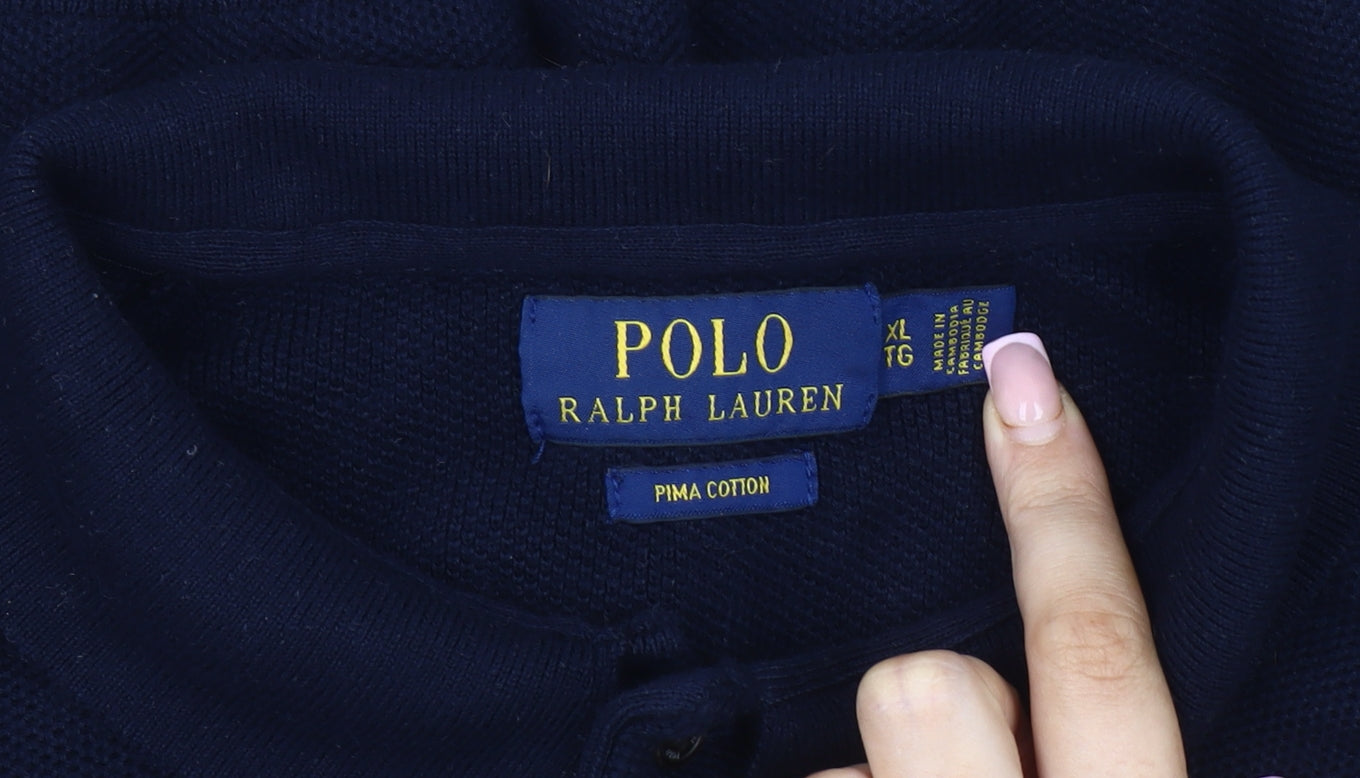 POLO
RALPH LAUREN
XL
TG
MADE IN
CAMBODIA
FABRIQUÉ AU
CAMBODGE
PIMA COTTON